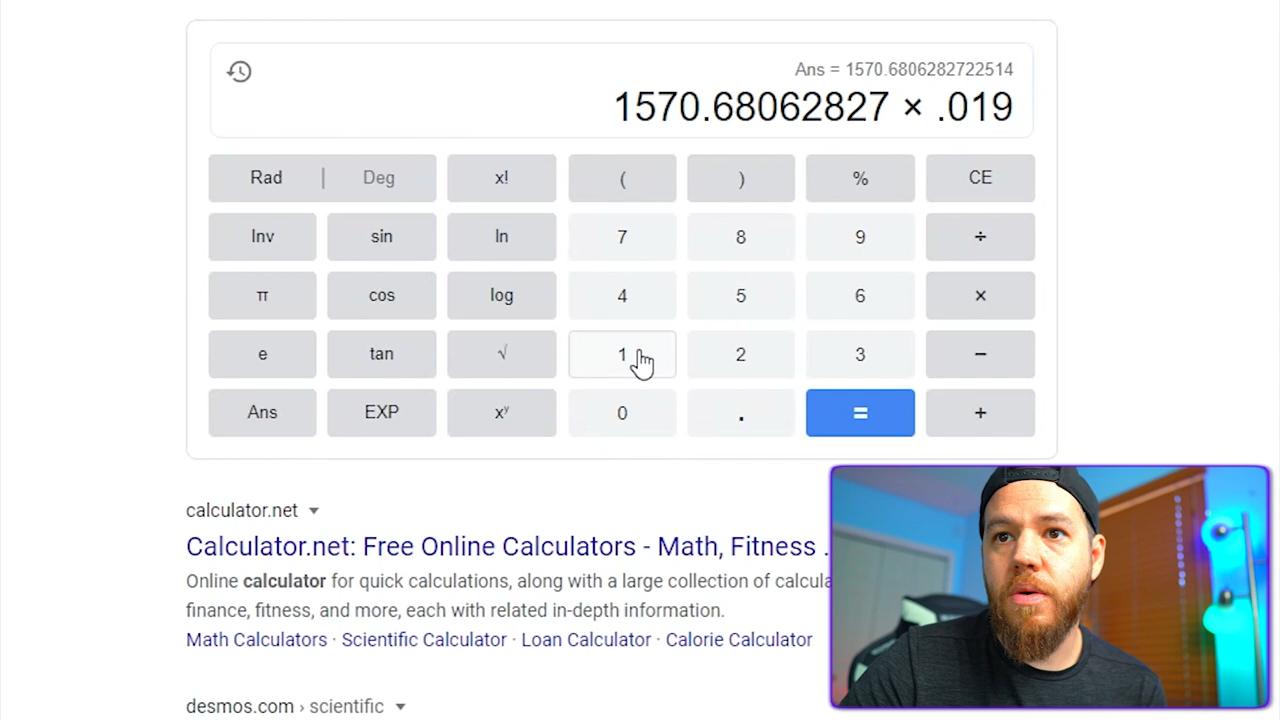 Ans = 1570.6806282722514
1570.68062827 × .019
Rad | Deg x! ( ) % CE
Inv sin ln 7 8 9 ÷
π cos log 4 5 6 ×
e tan √ 1 2 3 −
Ans EXP xʸ 0 . = +
calculator.net
Calculator.net: Free Online Calculators - Math, Fitness .
Online calculator for quick calculations, along with a large collection of calcula
finance, fitness, and more, each with related in-depth information.
Math Calculators · Scientific Calculator · Loan Calculator · Calorie Calculator
desmos.com › scientific